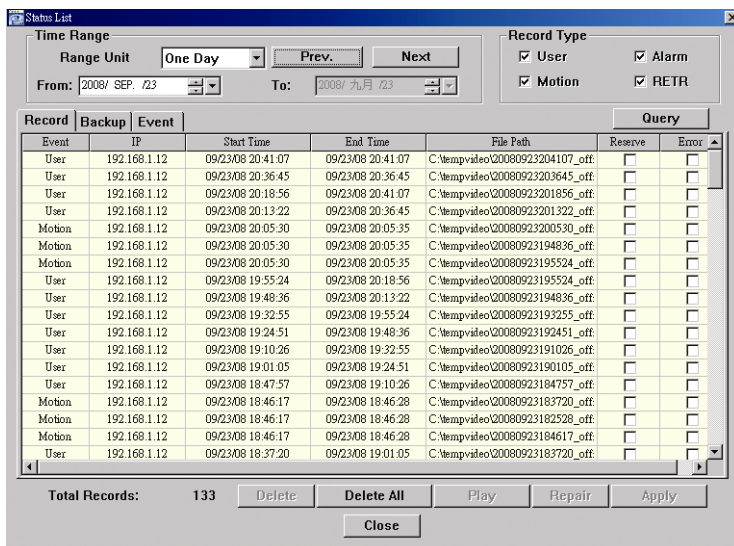 Status List
Time Range
Range Unit One Day Prev. Next
From: 2008/ SEP. /23 To: 2008/ 九月 /23
Record Type
User Alarm
Motion RETR
Record Backup Event Query
Event IP Start Time End Time File Path Reserve Error
User 192.168.1.12 09/23/08 20:41:07 09/23/08 20:41:07 C:\tempvideo\20080923204107_off:
User 192.168.1.12 09/23/08 20:36:45 09/23/08 20:36:45 C:\tempvideo\20080923203645_off:
User 192.168.1.12 09/23/08 20:18:56 09/23/08 20:41:07 C:\tempvideo\20080923201856_off:
User 192.168.1.12 09/23/08 20:13:22 09/23/08 20:36:45 C:\tempvideo\20080923201322_off:
Motion 192.168.1.12 09/23/08 20:05:30 09/23/08 20:05:35 C:\tempvideo\20080923200530_off:
Motion 192.168.1.12 09/23/08 20:05:30 09/23/08 20:05:35 C:\tempvideo\20080923194836_off:
Motion 192.168.1.12 09/23/08 20:05:30 09/23/08 20:05:35 C:\tempvideo\20080923195524_off:
User 192.168.1.12 09/23/08 19:55:24 09/23/08 20:18:56 C:\tempvideo\20080923195524_off:
User 192.168.1.12 09/23/08 19:48:36 09/23/08 20:13:22 C:\tempvideo\20080923194836_off:
User 192.168.1.12 09/23/08 19:32:55 09/23/08 19:55:24 C:\tempvideo\20080923193255_off:
User 192.168.1.12 09/23/08 19:24:51 09/23/08 19:48:36 C:\tempvideo\20080923192451_off:
User 192.168.1.12 09/23/08 19:10:26 09/23/08 19:32:55 C:\tempvideo\20080923191026_off:
User 192.168.1.12 09/23/08 19:01:05 09/23/08 19:24:51 C:\tempvideo\20080923190105_off:
User 192.168.1.12 09/23/08 18:47:57 09/23/08 19:10:26 C:\tempvideo\20080923184757_off:
Motion 192.168.1.12 09/23/08 18:46:17 09/23/08 18:46:28 C:\tempvideo\20080923183720_off:
Motion 192.168.1.12 09/23/08 18:46:17 09/23/08 18:46:28 C:\tempvideo\20080923182528_off:
Motion 192.168.1.12 09/23/08 18:46:17 09/23/08 18:46:28 C:\tempvideo\20080923184617_off:
User 192.168.1.12 09/23/08 18:37:20 09/23/08 19:01:05 C:\tempvideo\20080923183720_off:
Total Records: 133 Delete Delete All Play Repair Apply
Close